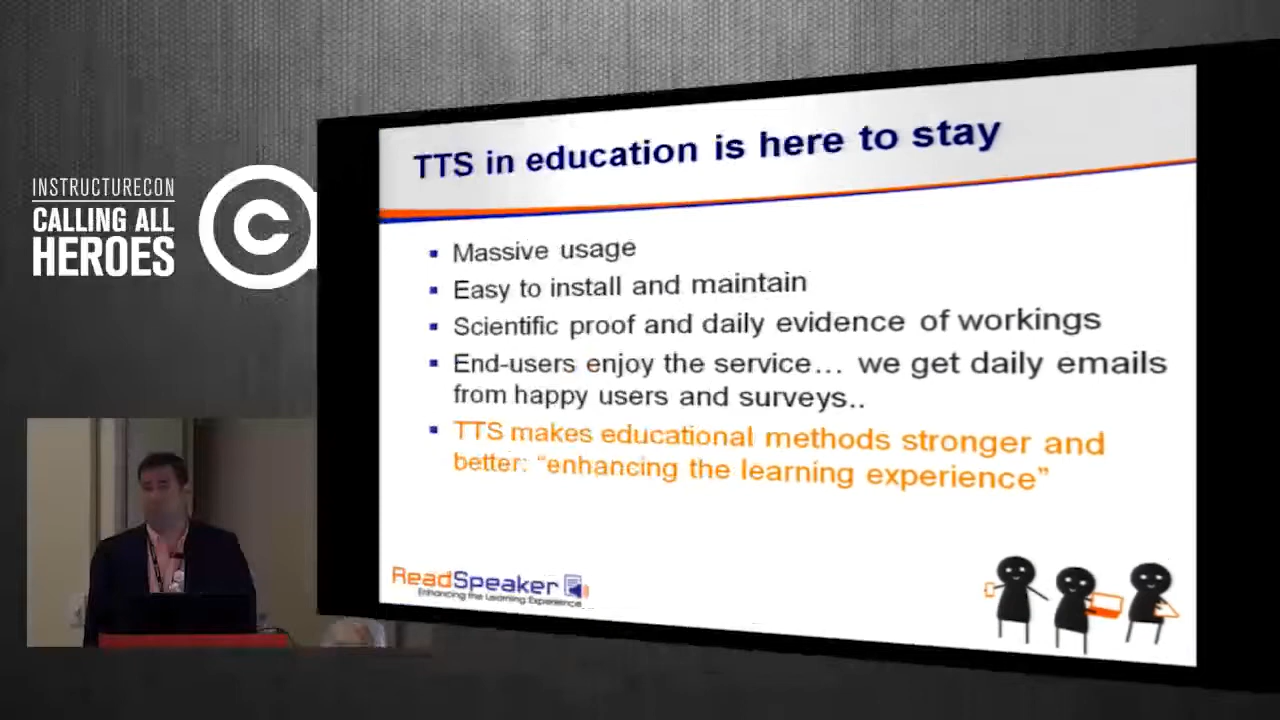 INSTRUCTURECON
CALLING ALL
HEROES
C
TTS in education is here to stay
Massive usage
Easy to install and maintain
Scientific proof and daily evidence of workings
End-users enjoy the service... we get daily emails
from happy users and surveys..
TTS makes educational methods stronger and
better: “enhancing the learning experience”
ReadSpeaker
Enhancing the Learning Experience